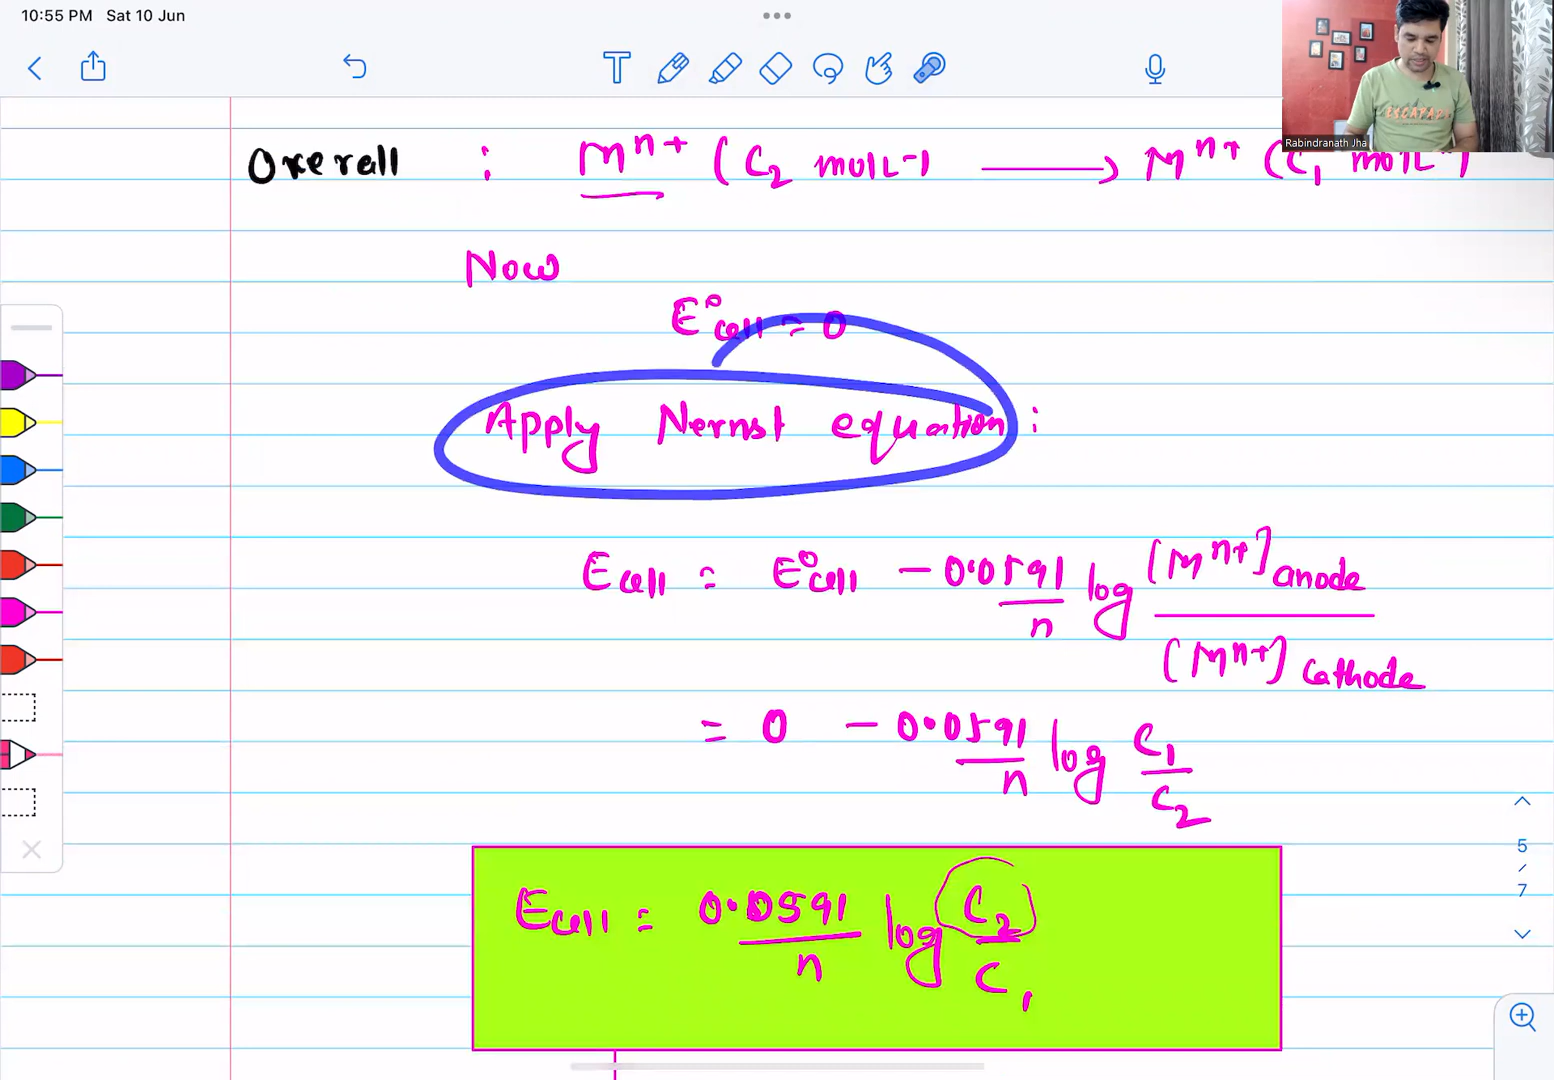 10:55 PM Sat 10 Jun
Rabindranath Jha
Overall : Mⁿ⁺ (C₂ mol L⁻¹) ⟶ Mⁿ⁺ (C₁ mol L⁻¹)
Now
E°cell = 0
Apply Nernst equation :
Ecell = E°cell - 0.0591/n log [Mⁿ⁺]anode / [Mⁿ⁺]cathode
= 0 - 0.0591/n log C₁/C₂
Ecell = 0.0591/n log C₂/C₁
5
/
7